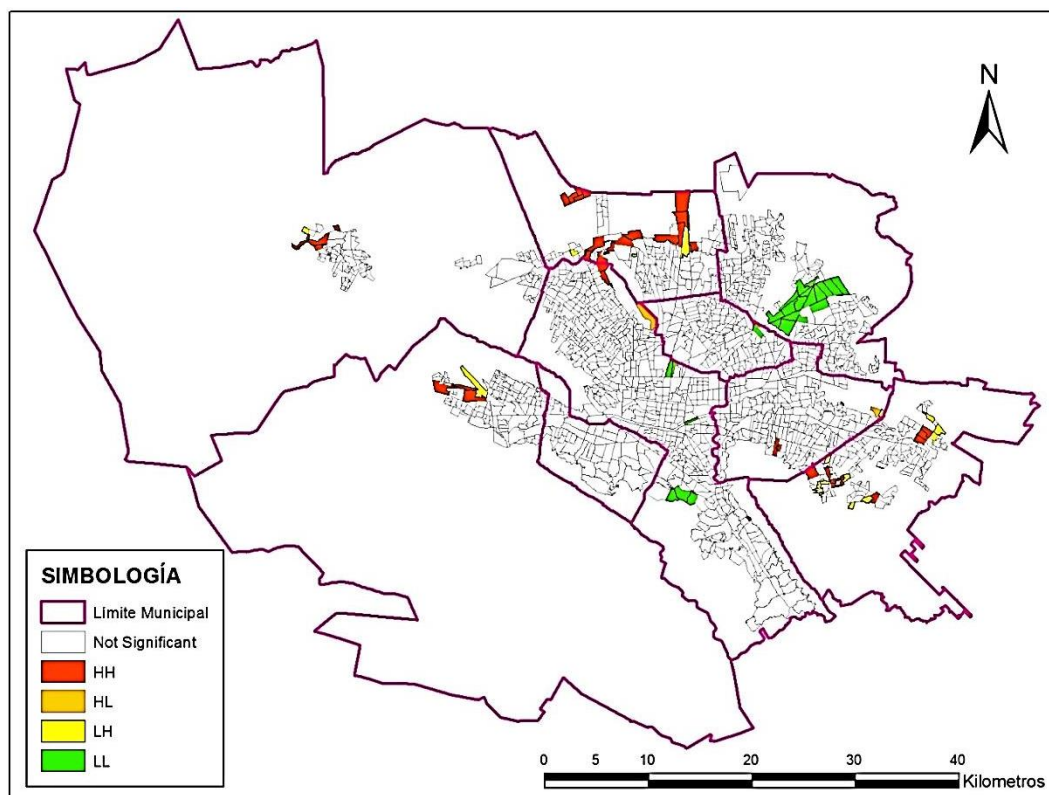 N
SIMBOLOGÍA
Límite Municipal
Not Significant
HH
HL
LH
LL
0 5 10 20 30 40
Kilometros